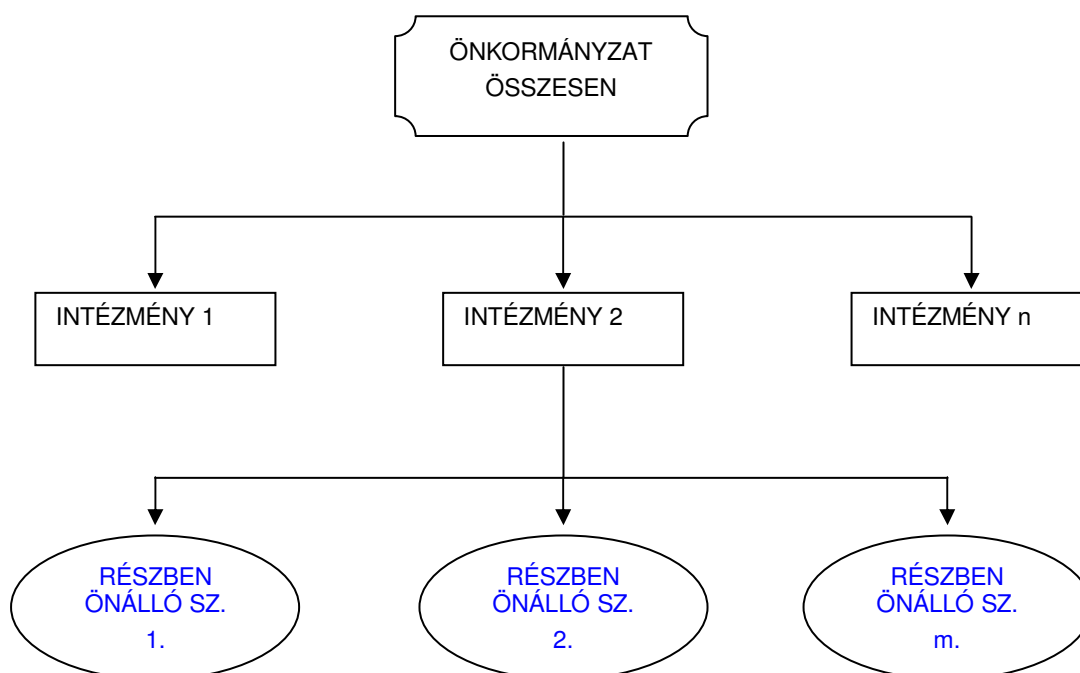 ÖNKORMÁNYZAT
ÖSSZESEN
INTÉZMÉNY 1
INTÉZMÉNY 2
INTÉZMÉNY n
RÉSZBEN
ÖNÁLLÓ SZ.
1.
RÉSZBEN
ÖNÁLLÓ SZ.
2.
RÉSZBEN
ÖNÁLLÓ SZ.
m.